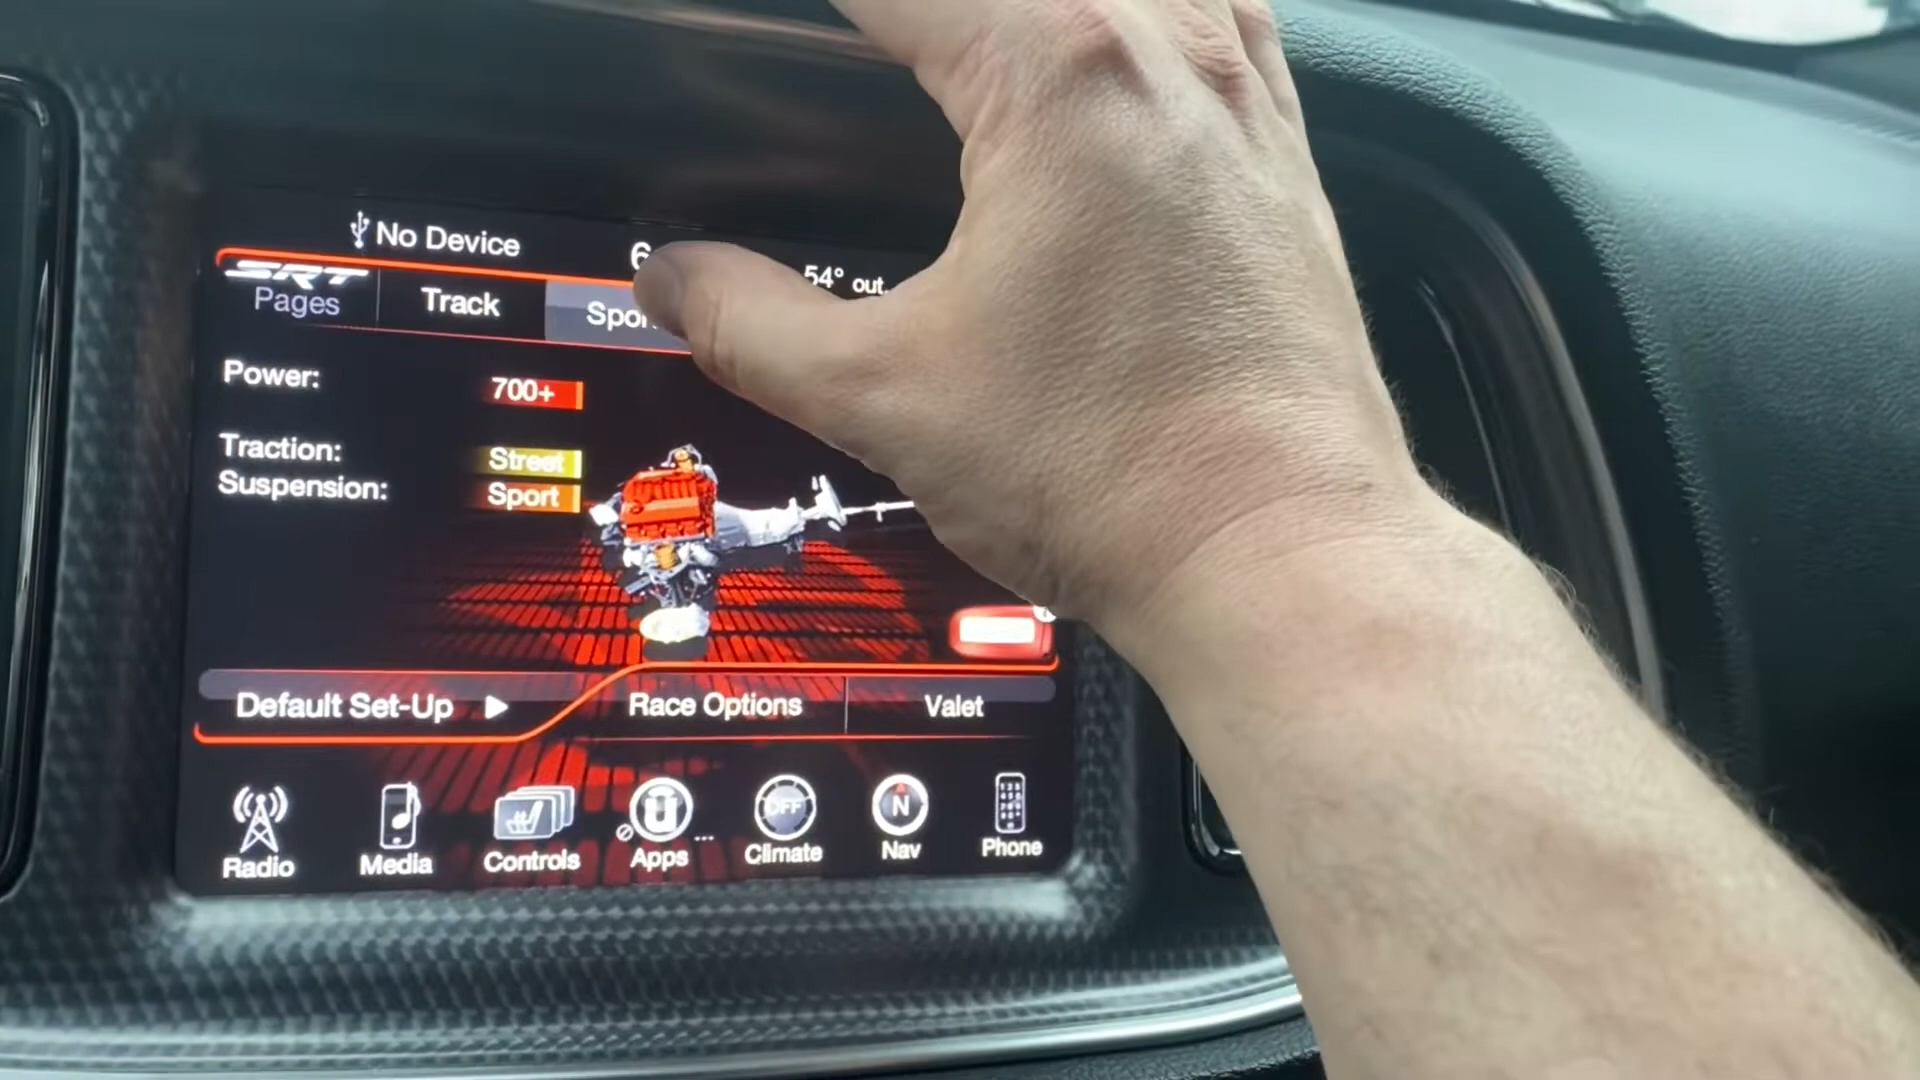 No Device
54° out
SRT
Pages
Track
Power:
700+
Traction:
Street
Suspension:
Sport
Default Set-Up
Race Options
Valet
OFF
N
Radio
Media
Controls
Apps
Climate
Nav
Phone